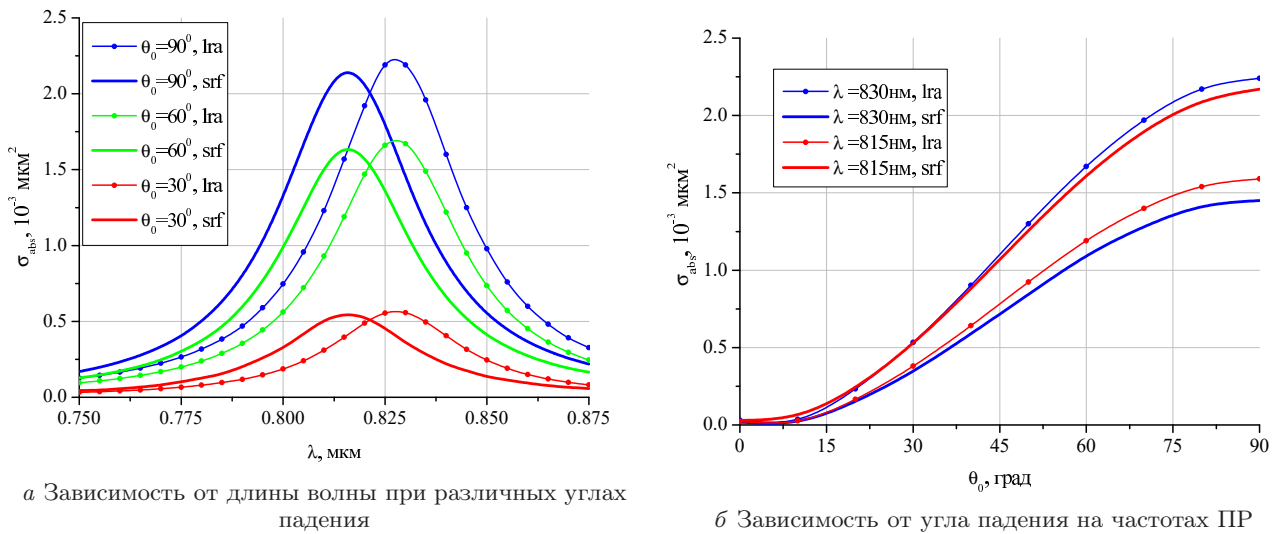 2.5
2.0
1.5
1.0
0.5
0.0
σabs, 10⁻³ мкм²
θ₀=90⁰, lra
θ₀=90⁰, srf
θ₀=60⁰, lra
θ₀=60⁰, srf
θ₀=30⁰, lra
θ₀=30⁰, srf
0.750 0.775 0.800 0.825 0.850 0.875
λ, мкм
а Зависимость от длины волны при различных углах
падения
2.5
2.0
1.5
1.0
0.5
0.0
σabs, 10⁻³ мкм²
λ =830нм, lra
λ =830нм, srf
λ =815нм, lra
λ =815нм, srf
0 15 30 45 60 75 90
θ₀, град
б Зависимость от угла падения на частотах ПР